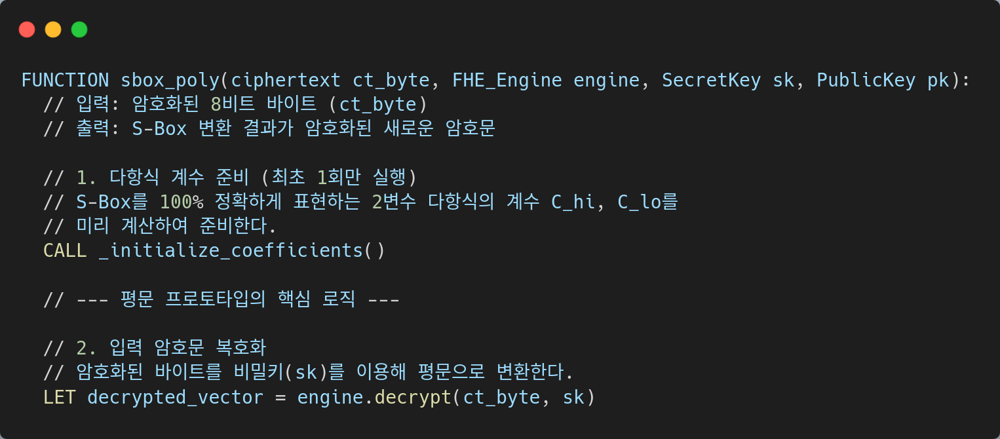 FUNCTION sbox_poly(ciphertext ct_byte, FHE_Engine engine, SecretKey sk, PublicKey pk):
  // 입력: 암호화된 8비트 바이트 (ct_byte)
  // 출력: S-Box 변환 결과가 암호화된 새로운 암호문

  // 1. 다항식 계수 준비 (최초 1회만 실행)
  // S-Box를 100% 정확하게 표현하는 2변수 다항식의 계수 C_hi, C_lo를
  // 미리 계산하여 준비한다.
  CALL _initialize_coefficients()

  // --- 평문 프로토타입의 핵심 로직 ---

  // 2. 입력 암호문 복호화
  // 암호화된 바이트를 비밀키(sk)를 이용해 평문으로 변환한다.
  LET decrypted_vector = engine.decrypt(ct_byte, sk)